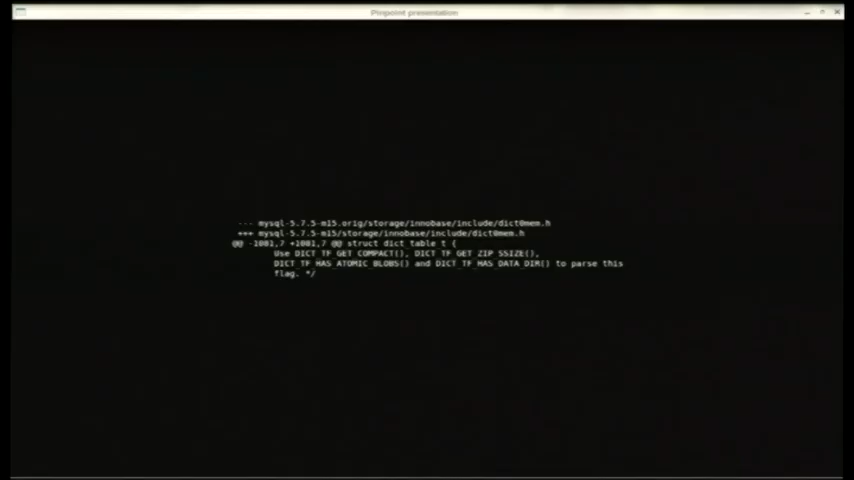 Pinpoint presentation
--- mysql-5.7.5-m15.orig/storage/innobase/include/dict0mem.h
+++ mysql-5.7.5-m15/storage/innobase/include/dict0mem.h
@@ -1081,7 +1081,7 @@ struct dict_table_t {
Use DICT_TF_GET_COMPACT(), DICT_TF_GET_ZIP_SSIZE(),
DICT_TF_HAS_ATOMIC_BLOBS() and DICT_TF_HAS_DATA_DIR() to parse this
flag. */